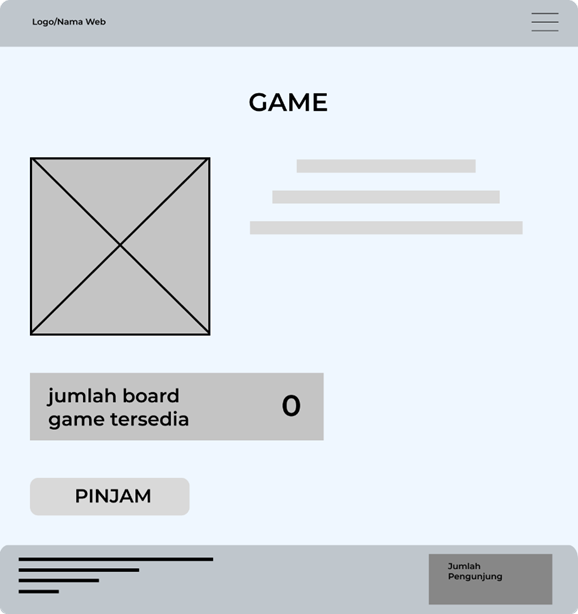 Logo/Nama Web
GAME
jumlah board
game tersedia
0
PINJAM
Jumlah
Pengunjung